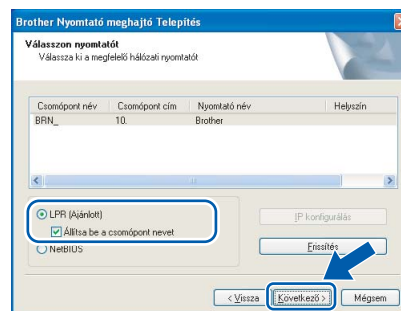 Brother Nyomtató meghajtó Telepítés
Válasszon nyomtatót
Válassza ki a megfelelő hálózati nyomtatót
Csomópont név Csomópont cím Nyomtató név Helyszín
BRN_ 10. Brother
LPR (Ajánlott)
Állítsa be a csomópont nevet
NetBIOS
IP konfigurálás
Frissítés
< Vissza Következő > Mégsem